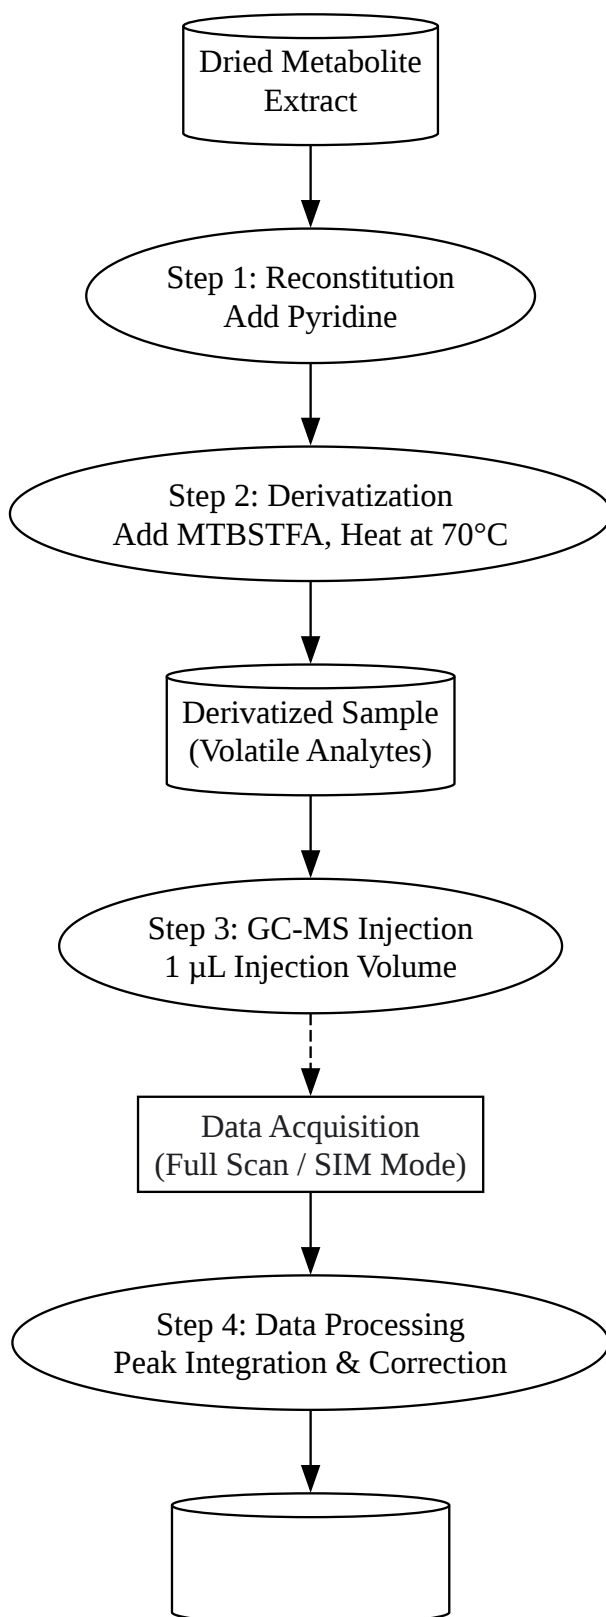 Dried Metabolite
Extract
Step 1: Reconstitution
Add Pyridine
Step 2: Derivatization
Add MTBSTFA, Heat at 70°C
Derivatized Sample
(Volatile Analytes)
Step 3: GC-MS Injection
1 µL Injection Volume
Data Acquisition
(Full Scan / SIM Mode)
Step 4: Data Processing
Peak Integration & Correction